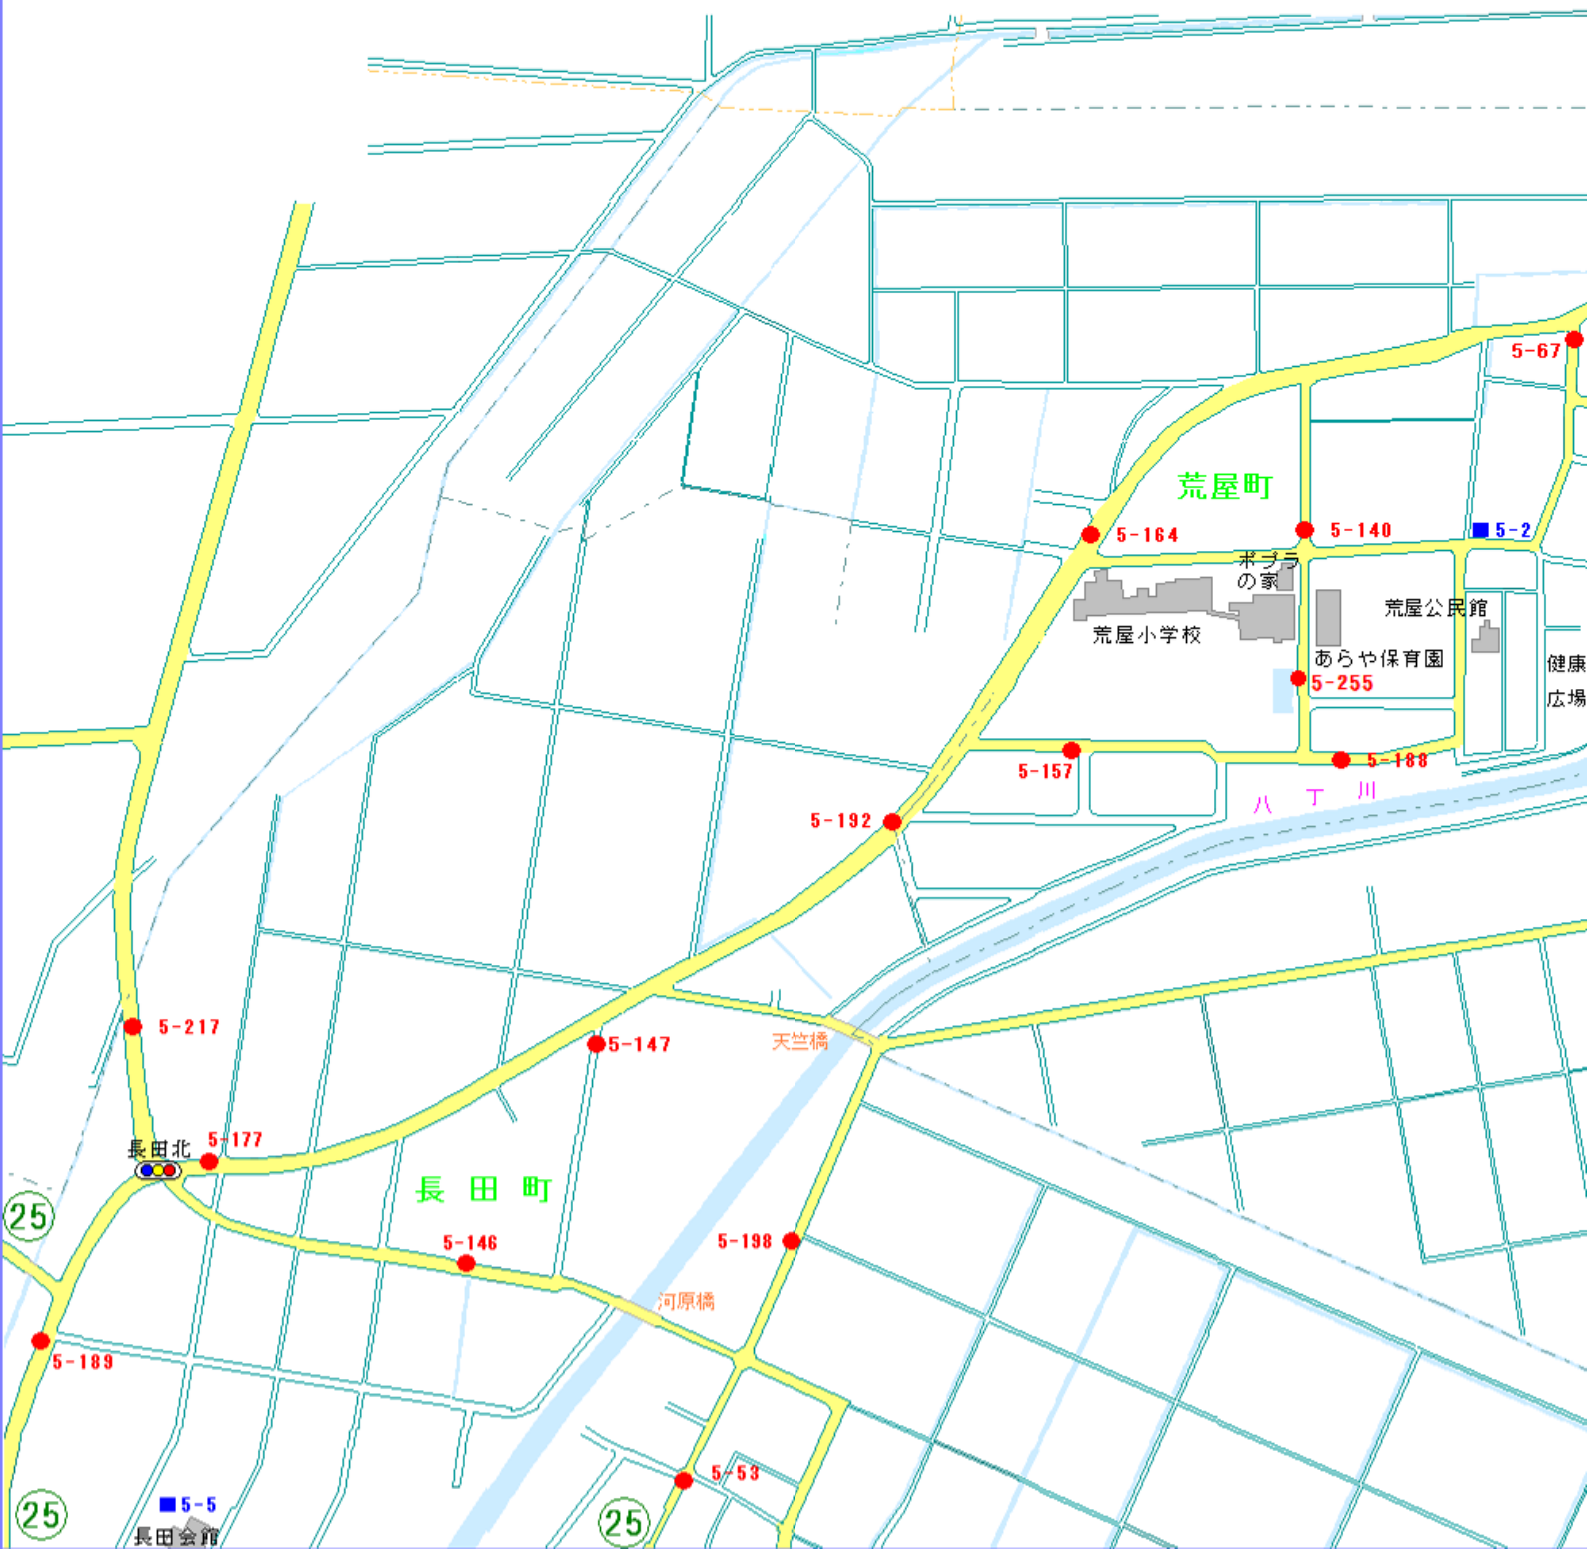 5-67
荒屋町
5-164
5-140
5-2
ポプラ
の家
荒屋公民館
荒屋小学校
あらや保育園
健康
広場
5-255
5-157
5-188
八丁川
5-192
5-217
天竺橋
5-147
長田北
5-177
長田町
25
5-198
5-146
河原橋
5-189
5-53
5-5
25
25
長田会館